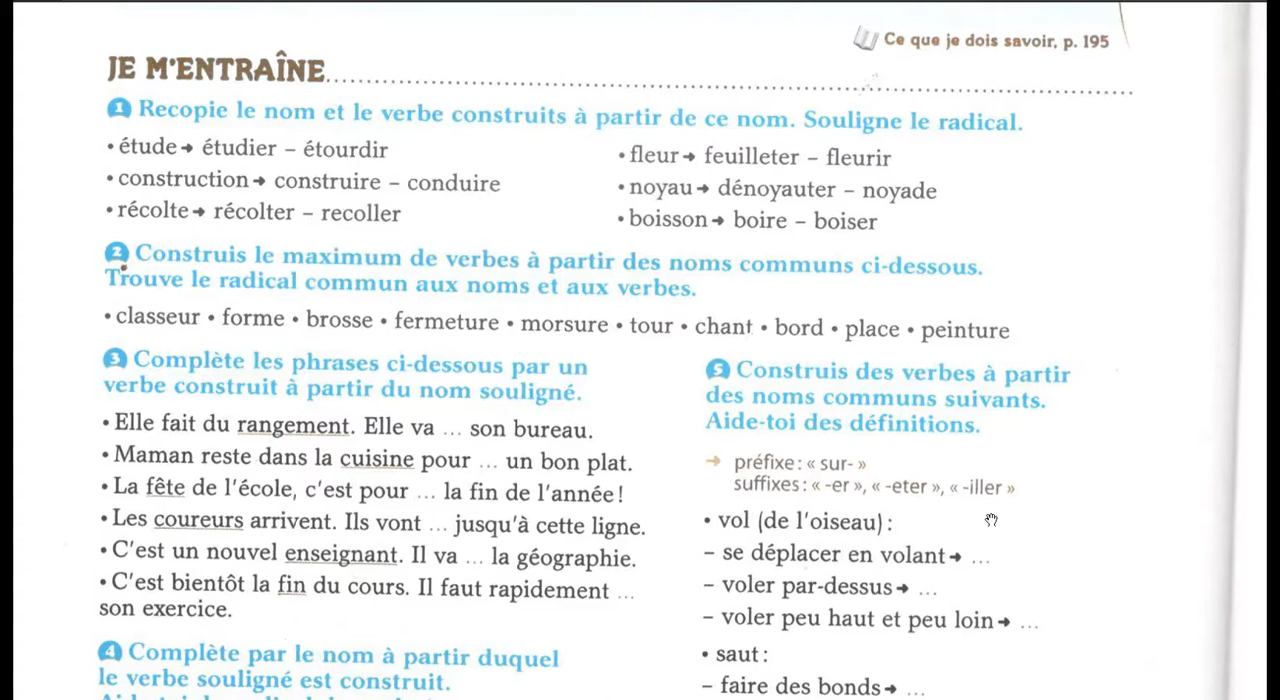 Ce que je dois savoir, p. 195
JE M'ENTRAÎNE
1 Recopie le nom et le verbe construits à partir de ce nom. Souligne le radical.
• étude → étudier – étourdir
• construction → construire – conduire
• récolte → récolter – recoller
• fleur → feuilleter – fleurir
• noyau → dénoyauter – noyade
• boisson → boire – boiser
2 Construis le maximum de verbes à partir des noms communs ci-dessous.
Trouve le radical commun aux noms et aux verbes.
• classeur • forme • brosse • fermeture • morsure • tour • chant • bord • place • peinture
3 Complète les phrases ci-dessous par un
verbe construit à partir du nom souligné.
• Elle fait du rangement. Elle va … son bureau.
• Maman reste dans la cuisine pour … un bon plat.
• La fête de l'école, c'est pour … la fin de l'année !
• Les coureurs arrivent. Ils vont … jusqu'à cette ligne.
• C'est un nouvel enseignant. Il va … la géographie.
• C'est bientôt la fin du cours. Il faut rapidement …
son exercice.
4 Complète par le nom à partir duquel
le verbe souligné est construit.
5 Construis des verbes à partir
des noms communs suivants.
Aide-toi des définitions.
→ préfixe : « sur- »
suffixes : « -er », « -eter », « -iller »
• vol (de l'oiseau) :
– se déplacer en volant → …
– voler par-dessus → …
– voler peu haut et peu loin → …
• saut :
– faire des bonds → …